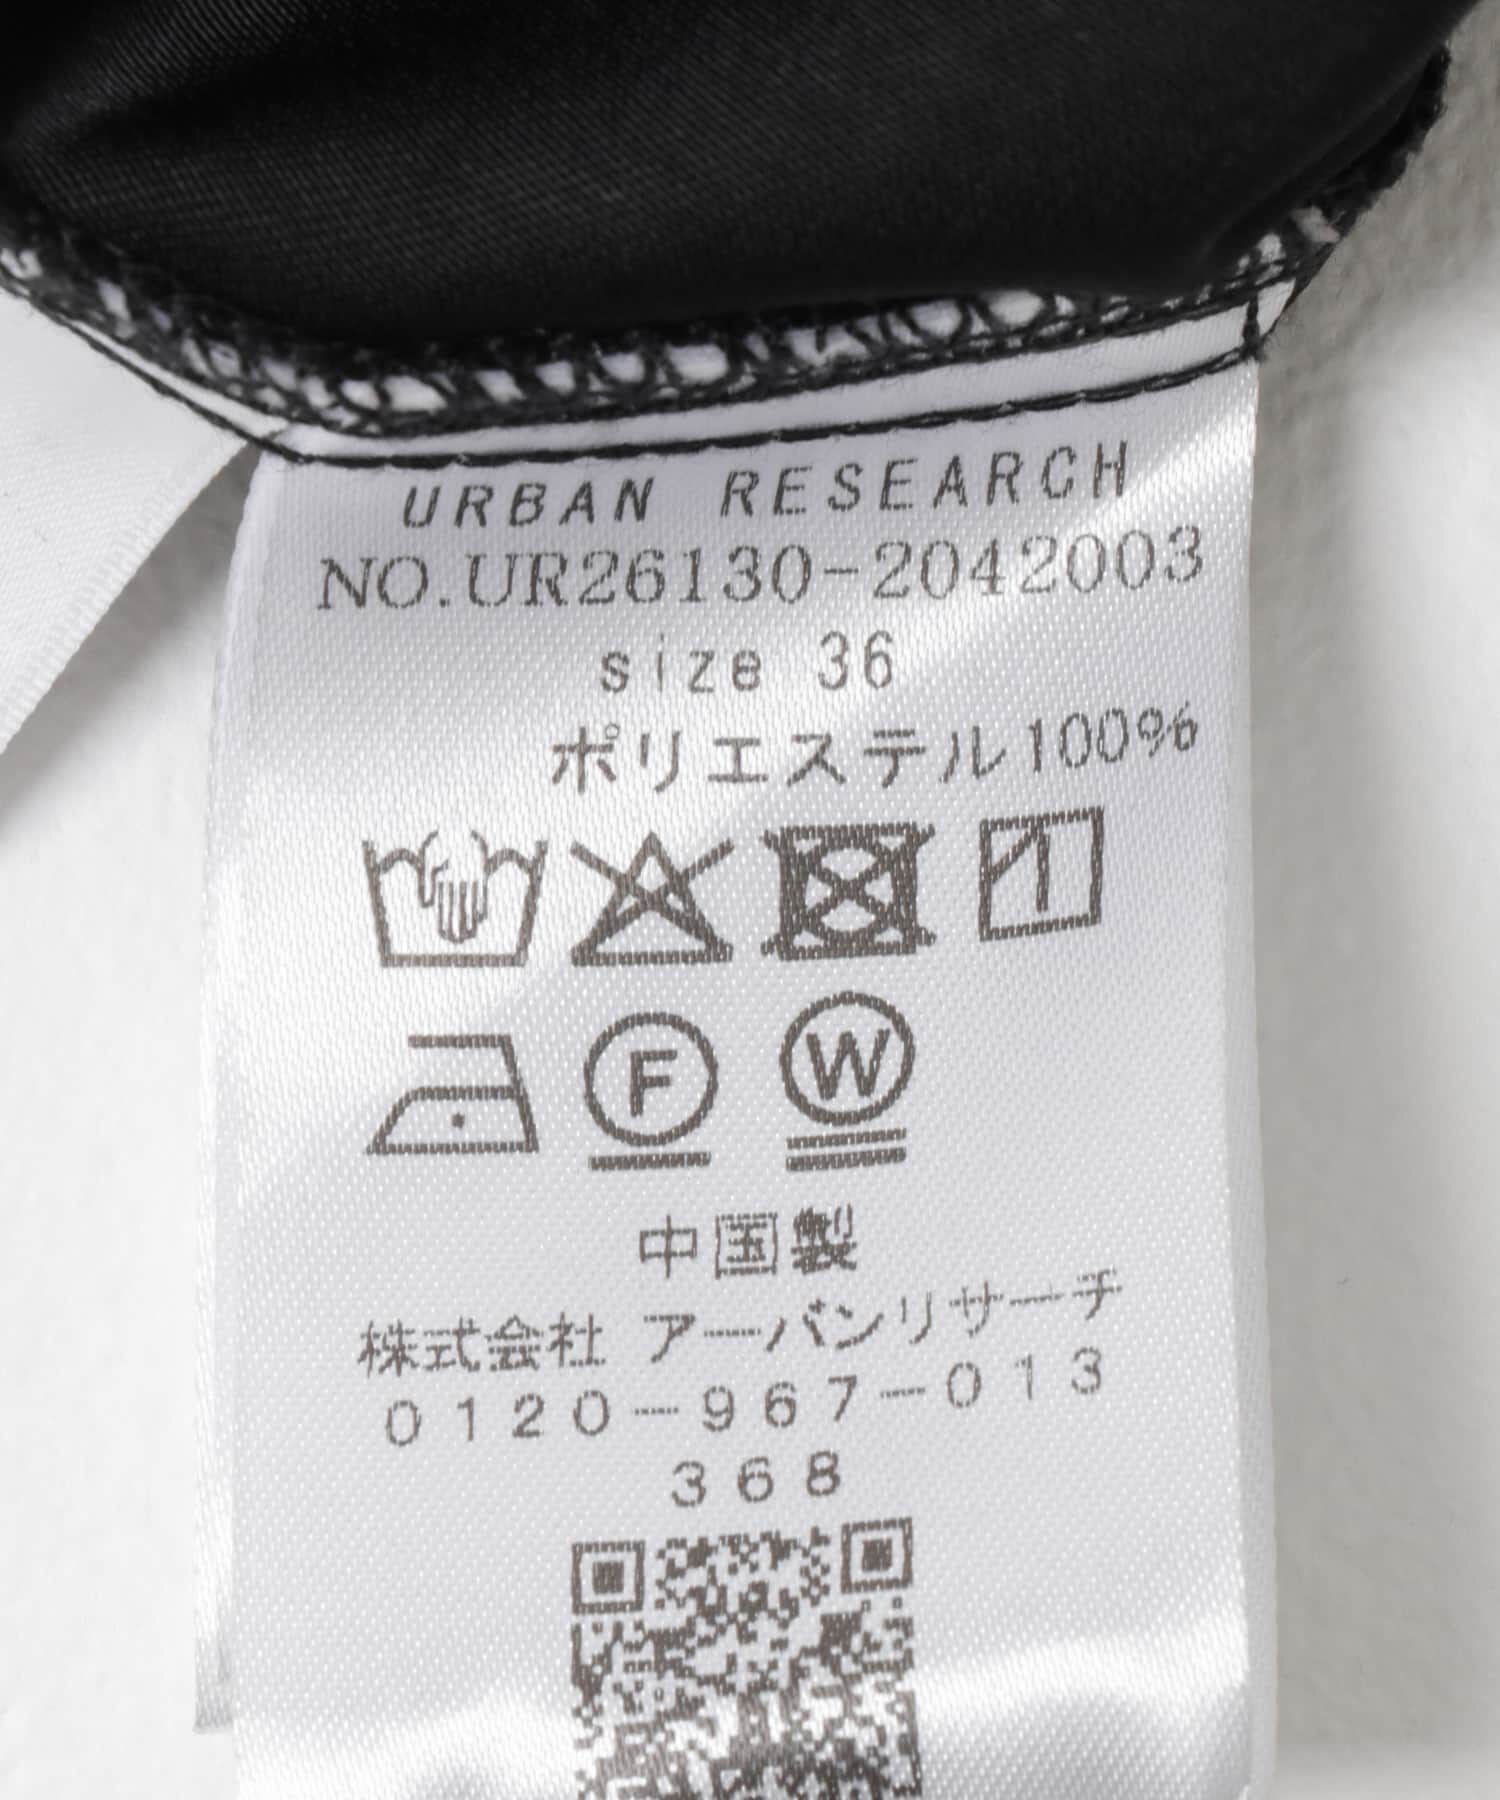 URBAN RESEARCH
NO.UR26130-2042003
size 36
ポリエステル100%
F
W
中国製
株式会社 アーバンリサーチ
0120-967-013
368